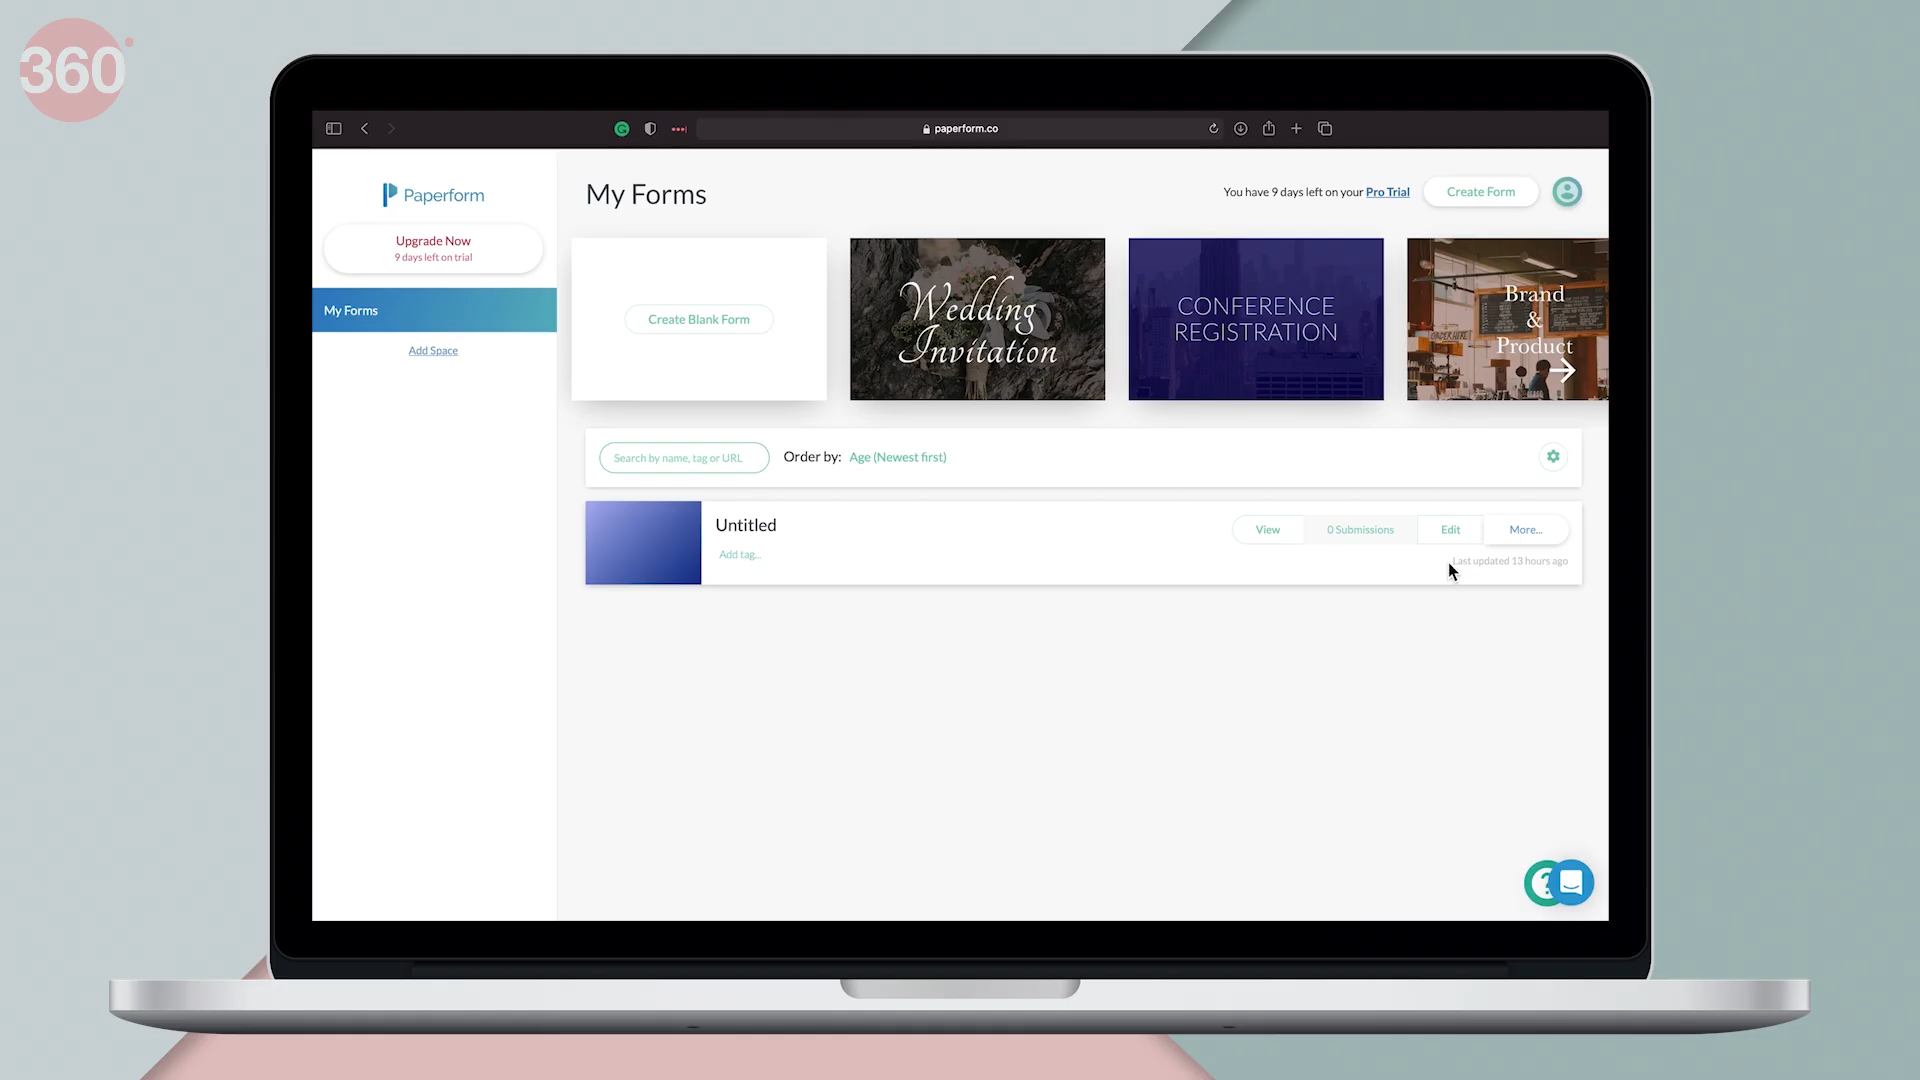 360°
paperform.co
Paperform
Upgrade Now
9 days left on trial
My Forms
Add Space
My Forms
You have 9 days left on your Pro Trial
Create Form
Create Blank Form
Wedding
Invitation
CONFERENCE
REGISTRATION
Brand
&
Product
Search by name, tag or URL
Order by: Age (Newest first)
Untitled
Add tag...
View
0 Submissions
Edit
More...
Last updated 13 hours ago